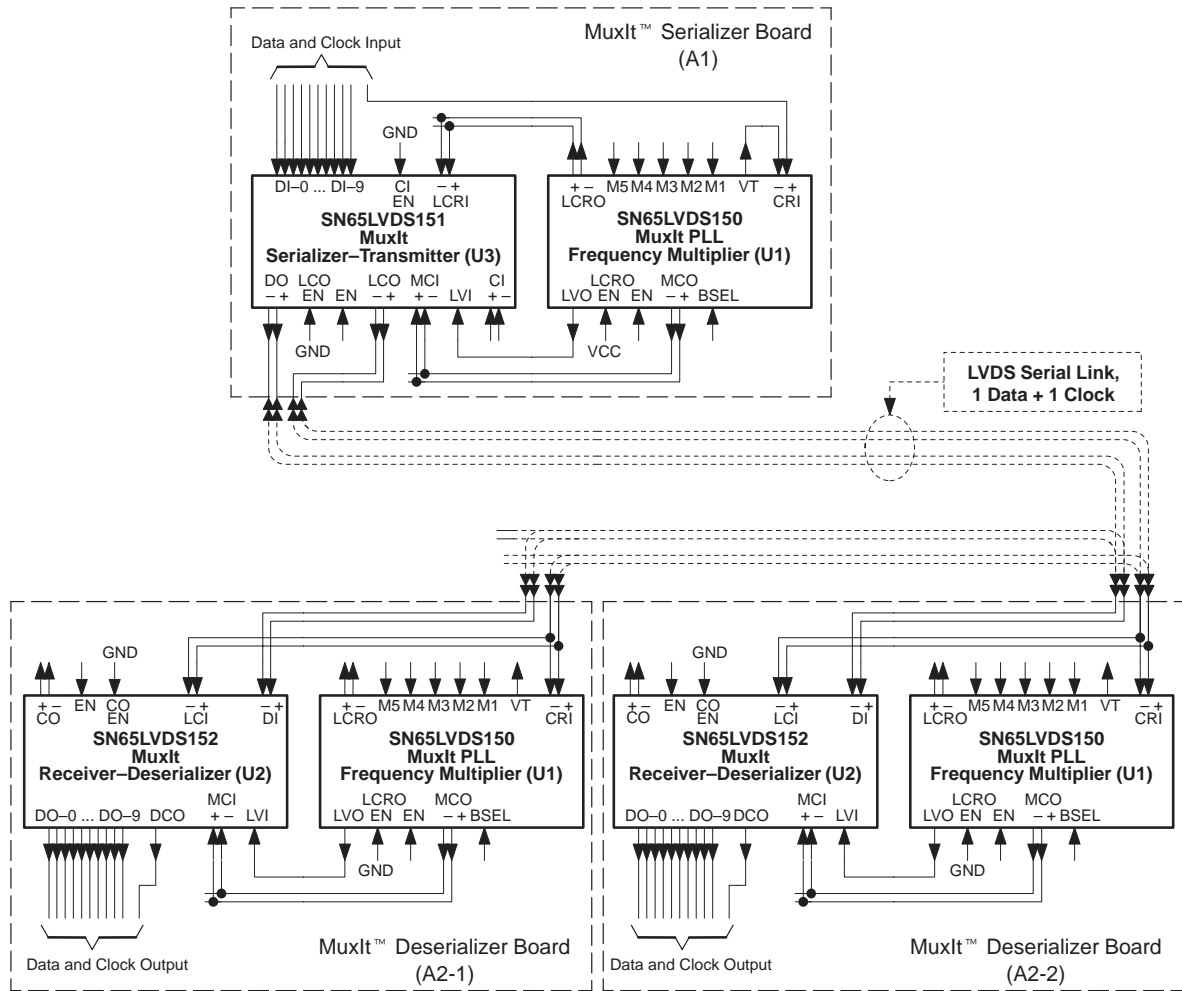 MuxIt™ Serializer Board
(A1)
Data and Clock Input
GND
DI–0 ... DI–9
CI
EN
– +
LCRI
SN65LVDS151
MuxIt
Serializer–Transmitter (U3)
DO
– +
LCO
EN
EN
LCO
– +
MCI
+ –
LVI
CI
+ –
GND
+ –
LCRO
M5 M4 M3 M2 M1
VT
– +
CRI
SN65LVDS150
MuxIt PLL
Frequency Multiplier (U1)
LVO
LCRO
EN
EN
MCO
– +
BSEL
VCC
LVDS Serial Link,
1 Data + 1 Clock
GND
+ –
CO
EN
CO
EN
– +
LCI
– +
DI
SN65LVDS152
MuxIt
Receiver–Deserializer (U2)
DO–0 ... DO–9
DCO
MCI
+ –
LVI
+ –
LCRO
M5 M4 M3 M2 M1
VT
– +
CRI
SN65LVDS150
MuxIt PLL
Frequency Multiplier (U1)
LVO
LCRO
EN
EN
MCO
– +
BSEL
GND
Data and Clock Output
MuxIt™ Deserializer Board
(A2-1)
GND
+ –
CO
EN
CO
EN
– +
LCI
– +
DI
SN65LVDS152
MuxIt
Receiver–Deserializer (U2)
DO–0 ... DO–9
DCO
MCI
+ –
LVI
+ –
LCRO
M5 M4 M3 M2 M1
VT
– +
CRI
SN65LVDS150
MuxIt PLL
Frequency Multiplier (U1)
LVO
LCRO
EN
EN
MCO
– +
BSEL
GND
Data and Clock Output
MuxIt™ Deserializer Board
(A2-2)